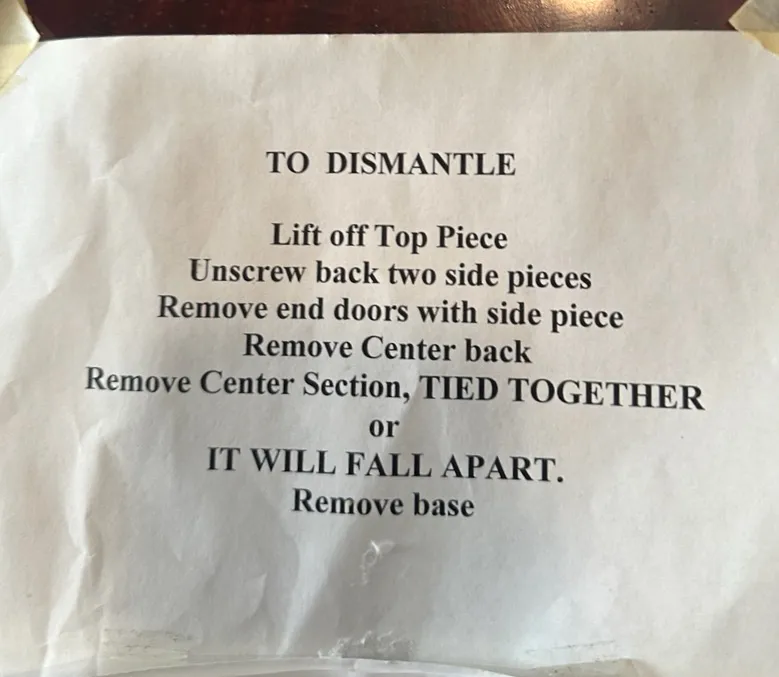 TO DISMANTLE
Lift off Top Piece
Unscrew back two side pieces
Remove end doors with side piece
Remove Center back
Remove Center Section, TIED TOGETHER
or
IT WILL FALL APART.
Remove base